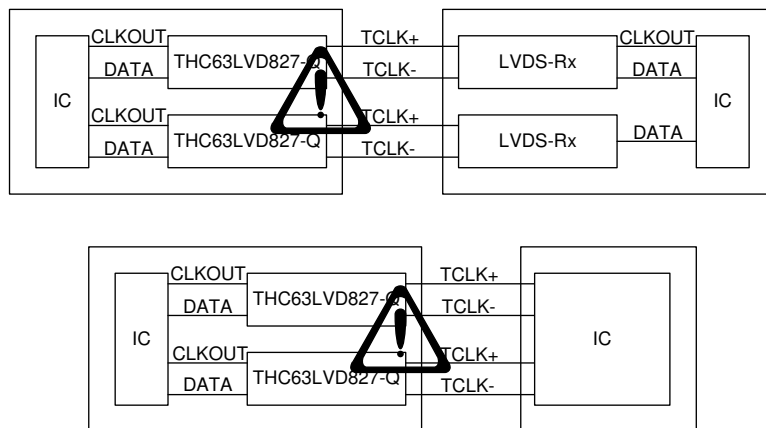 CLKOUT THC63LVD827-Q TCLK+ LVDS-Rx CLKOUT
DATA TCLK- DATA
IC IC
CLKOUT THC63LVD827-Q TCLK+ LVDS-Rx
DATA TCLK- DATA
CLKOUT THC63LVD827-Q TCLK+
DATA TCLK-
IC IC
CLKOUT THC63LVD827-Q TCLK+
DATA TCLK-